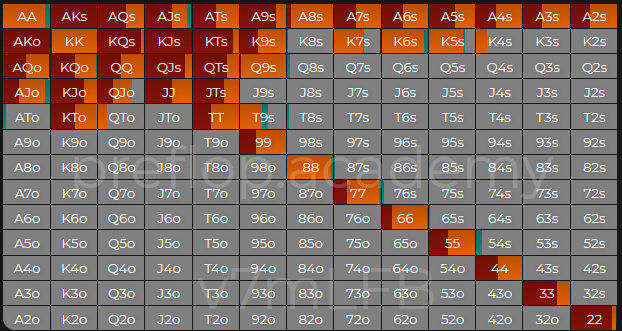 AA AKs AQs AJs ATs A9s A8s A7s A6s A5s A4s A3s A2s
AKo KK KQs KJs KTs K9s K8s K7s K6s K5s K4s K3s K2s
AQo KQo QQ QJs QTs Q9s Q8s Q7s Q6s Q5s Q4s Q3s Q2s
AJo KJo QJo JJ JTs J9s J8s J7s J6s J5s J4s J3s J2s
ATo KTo QTo JTo TT T9s T8s T7s T6s T5s T4s T3s T2s
A9o K9o Q9o J9o T9o 99 98s 97s 96s 95s 94s 93s 92s
A8o K8o Q8o J8o T8o 98o 88 87s 86s 85s 84s 83s 82s
preflop.academy
A7o K7o Q7o J7o T7o 97o 87o 77 76s 75s 74s 73s 72s
A6o K6o Q6o J6o T6o 96o 86o 76o 66 65s 64s 63s 62s
A5o K5o Q5o J5o T5o 95o 85o 75o 65o 55 54s 53s 52s
A4o K4o Q4o J4o T4o 94o 84o 74o 64o 54o 44 43s 42s
v7mLFB
A3o K3o Q3o J3o T3o 93o 83o 73o 63o 53o 43o 33 32s
A2o K2o Q2o J2o T2o 92o 82o 72o 62o 52o 42o 32o 22